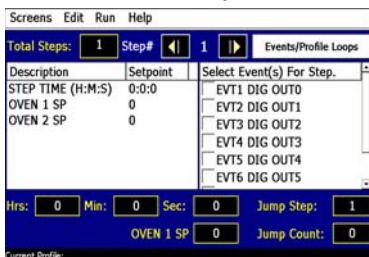 Screens Edit Run Help
Total Steps: 1 Step# 1 Events/Profile Loops
Description Setpoint Select Event(s) For Step.
STEP TIME (H:M:S) 0:0:0 EVT1 DIG OUT0
OVEN 1 SP 0 EVT2 DIG OUT1
OVEN 2 SP 0 EVT3 DIG OUT2
EVT4 DIG OUT3
EVT5 DIG OUT4
EVT6 DIG OUT5
Hrs: 0 Min: 0 Sec: 0 Jump Step: 1
OVEN 1 SP 0 Jump Count: 0
Current Profile: